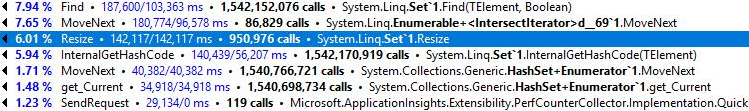 7.94 % Find • 187,600/103,363 ms • 1,542,152,076 calls • System.Linq.Set`1.Find(TElement, Boolean)
7.65 % MoveNext • 180,774/96,578 ms • 86,829 calls • System.Linq.Enumerable+<IntersectIterator>d__69`1.MoveNext
6.01 % Resize • 142,117/142,117 ms • 950,976 calls • System.Linq.Set`1.Resize
5.94 % InternalGetHashCode • 140,439/56,207 ms • 1,542,170,919 calls • System.Linq.Set`1.InternalGetHashCode(TElement)
1.71 % MoveNext • 40,382/40,382 ms • 1,540,766,721 calls • System.Collections.Generic.HashSet+Enumerator`1.MoveNext
1.48 % get_Current • 34,918/34,918 ms • 1,540,698,734 calls • System.Collections.Generic.HashSet+Enumerator`1.get_Current
1.23 % SendRequest • 29,134/0 ms • 119 calls • Microsoft.ApplicationInsights.Extensibility.PerfCounterCollector.Implementation.Quick